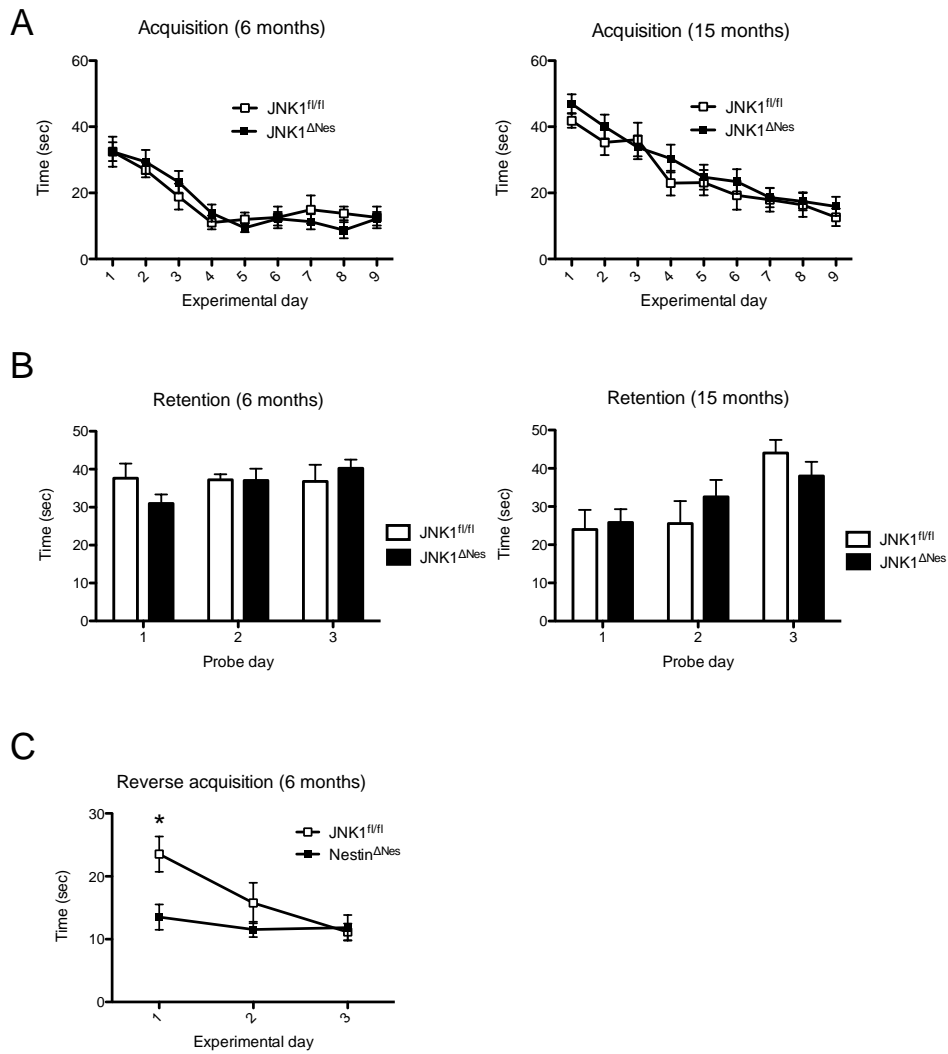 A
Acquisition (6 months)
Time (sec)
60
40
20
0
JNK1fl/fl
JNK1ΔNes
1 2 3 4 5 6 7 8 9
Experimental day
Acquisition (15 months)
Time (sec)
60
40
20
0
JNK1fl/fl
JNK1ΔNes
1 2 3 4 5 6 7 8 9
Experimental day
B
Retention (6 months)
Time (sec)
50
40
30
20
10
0
JNK1fl/fl
JNK1ΔNes
1 2 3
Probe day
Retention (15 months)
Time (sec)
50
40
30
20
10
0
JNK1fl/fl
JNK1ΔNes
1 2 3
Probe day
C
Reverse acquisition (6 months)
Time (sec)
30
20
10
0
*
JNK1fl/fl
NestinΔNes
1 2 3
Experimental day